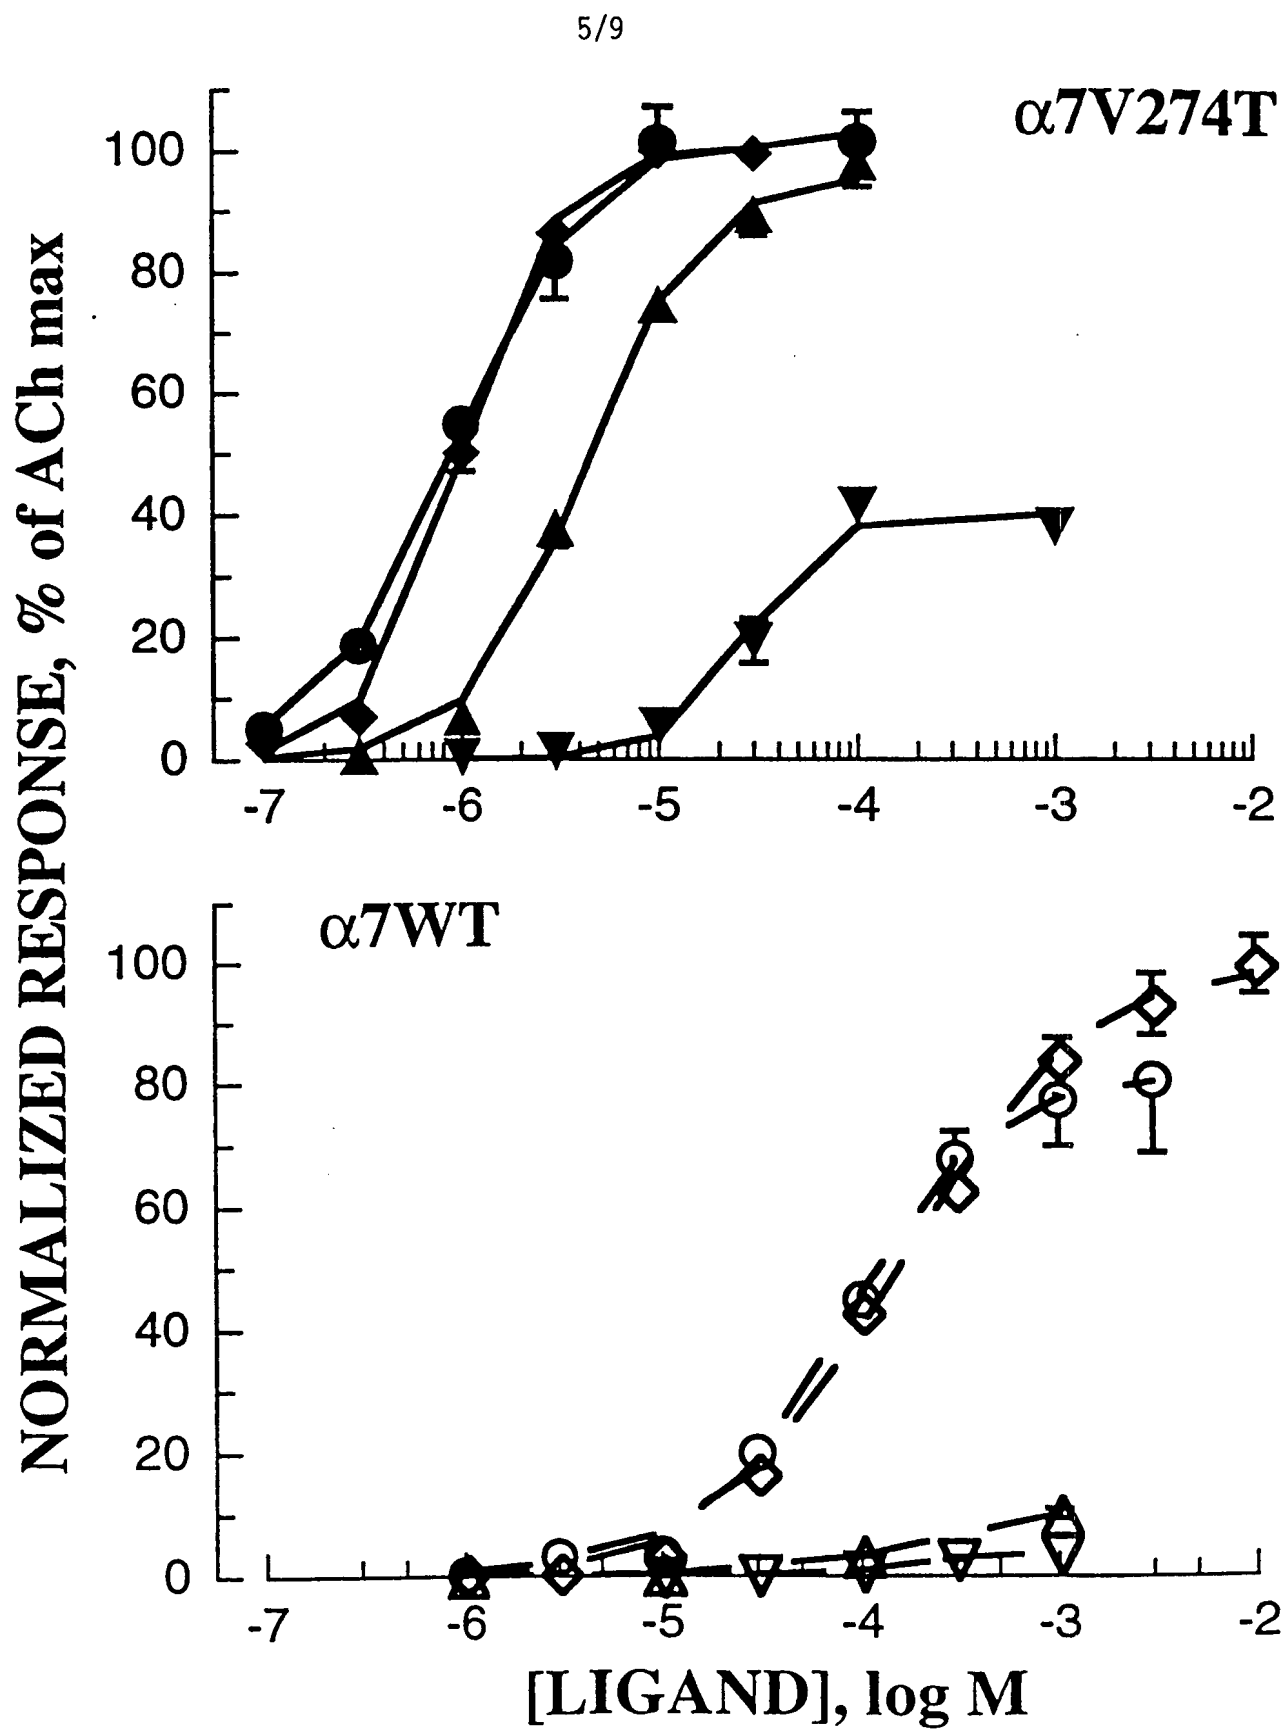 5/9
α7V274T
NORMALIZED RESPONSE, % of ACh max
100
80
60
40
20
0
-7 -6 -5 -4 -3 -2
α7WT
100
80
60
40
20
0
-7 -6 -5 -4 -3 -2
[LIGAND], log M